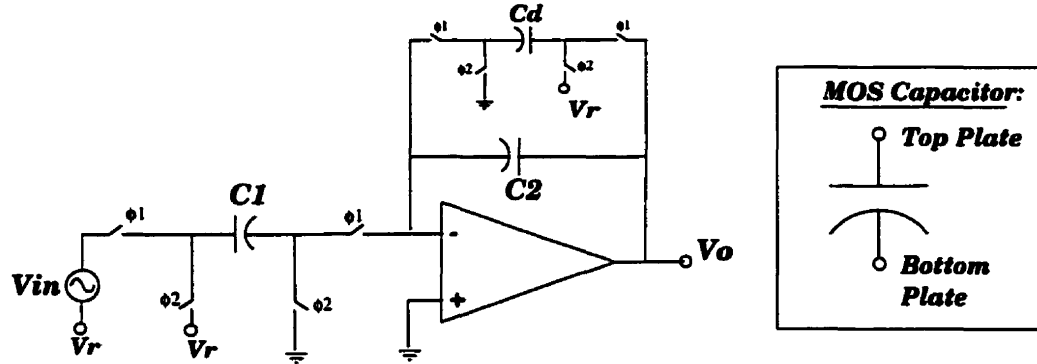 Cd
ϕ1
ϕ1
ϕ2
ϕ2
Vr
C2
C1
ϕ1
ϕ1
-
+
Vo
Vin
Vr
ϕ2
Vr
ϕ2
MOS Capacitor:
Top Plate
Bottom
Plate